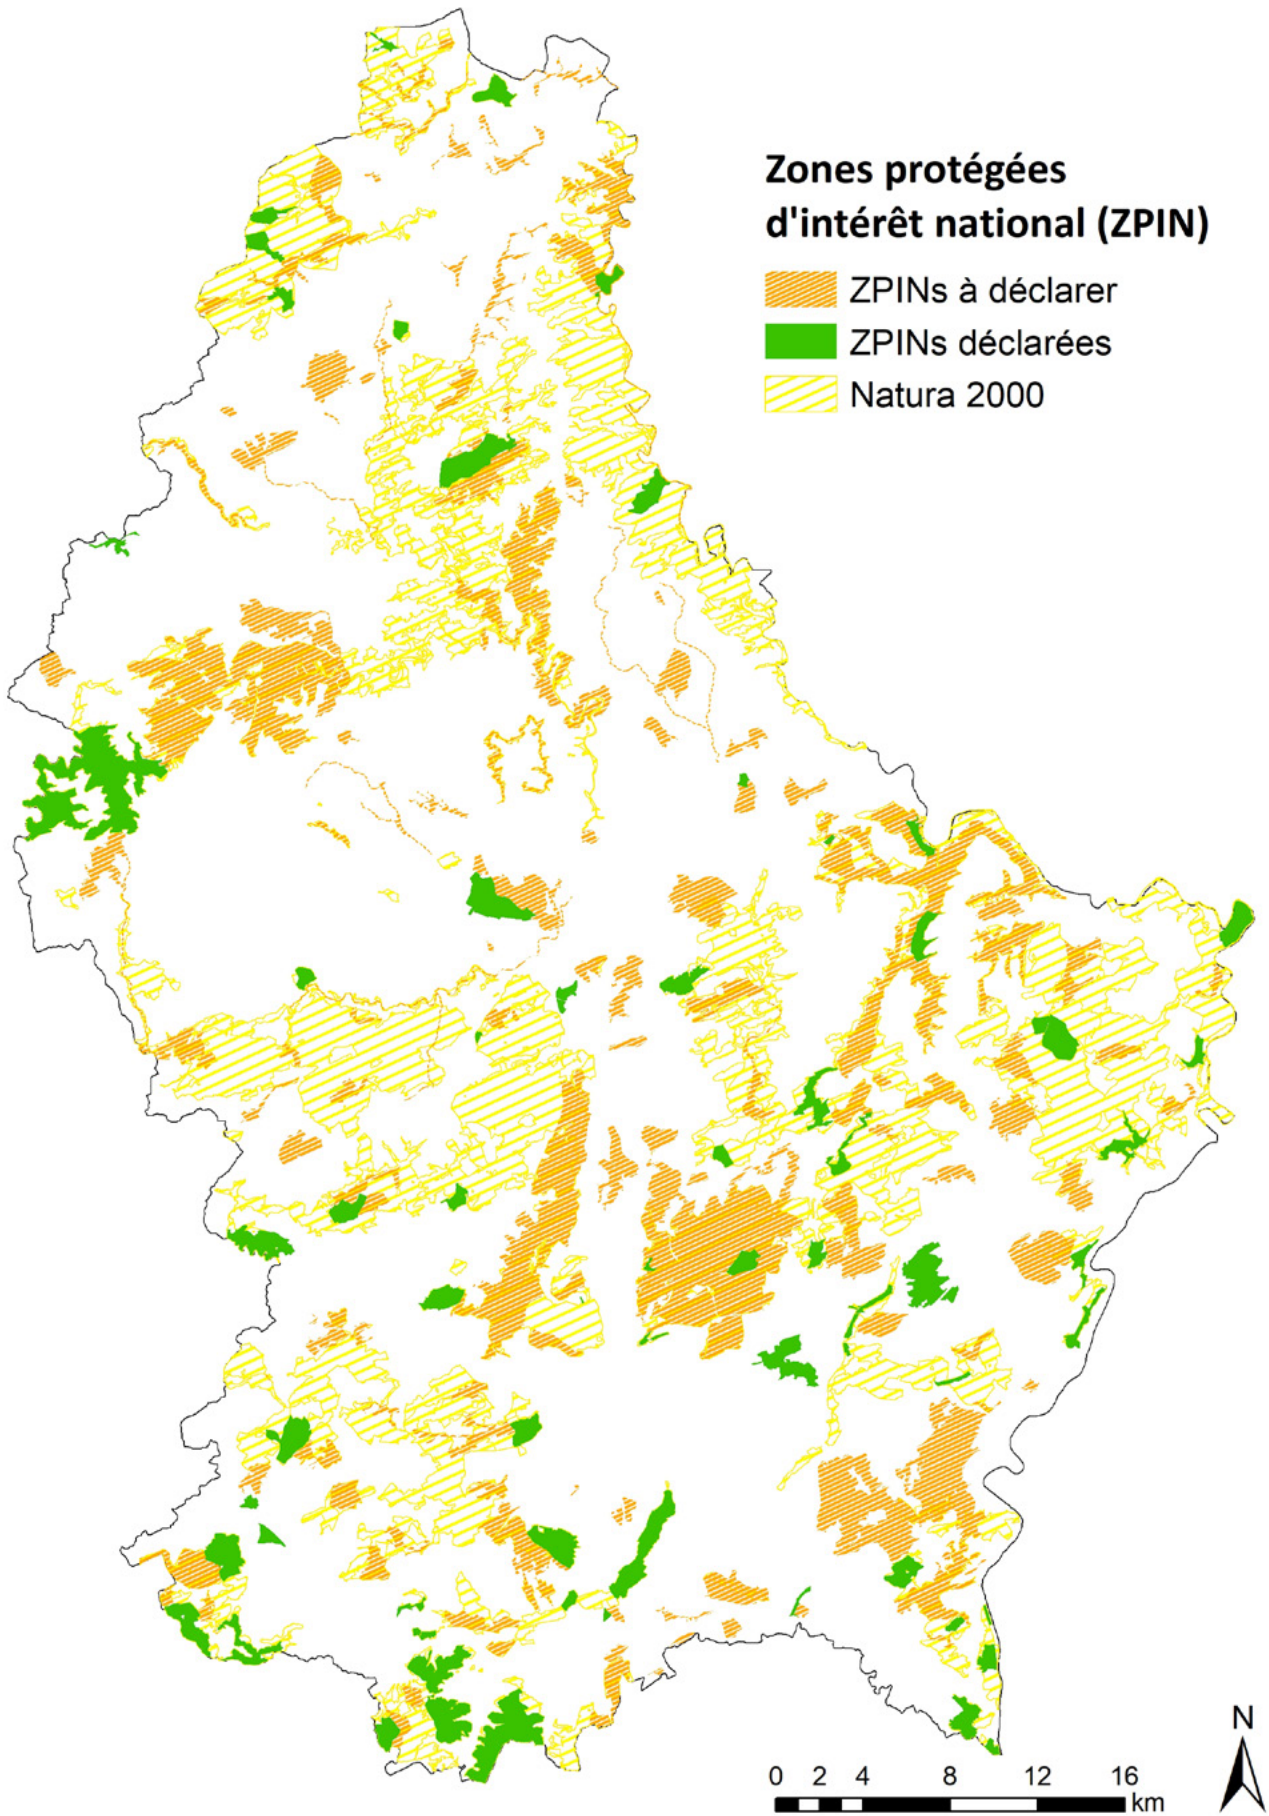 Zones protégées
d'intérêt national (ZPIN)
ZPINs à déclarer
ZPINs déclarées
Natura 2000
N
0 2 4 8 12 16
km